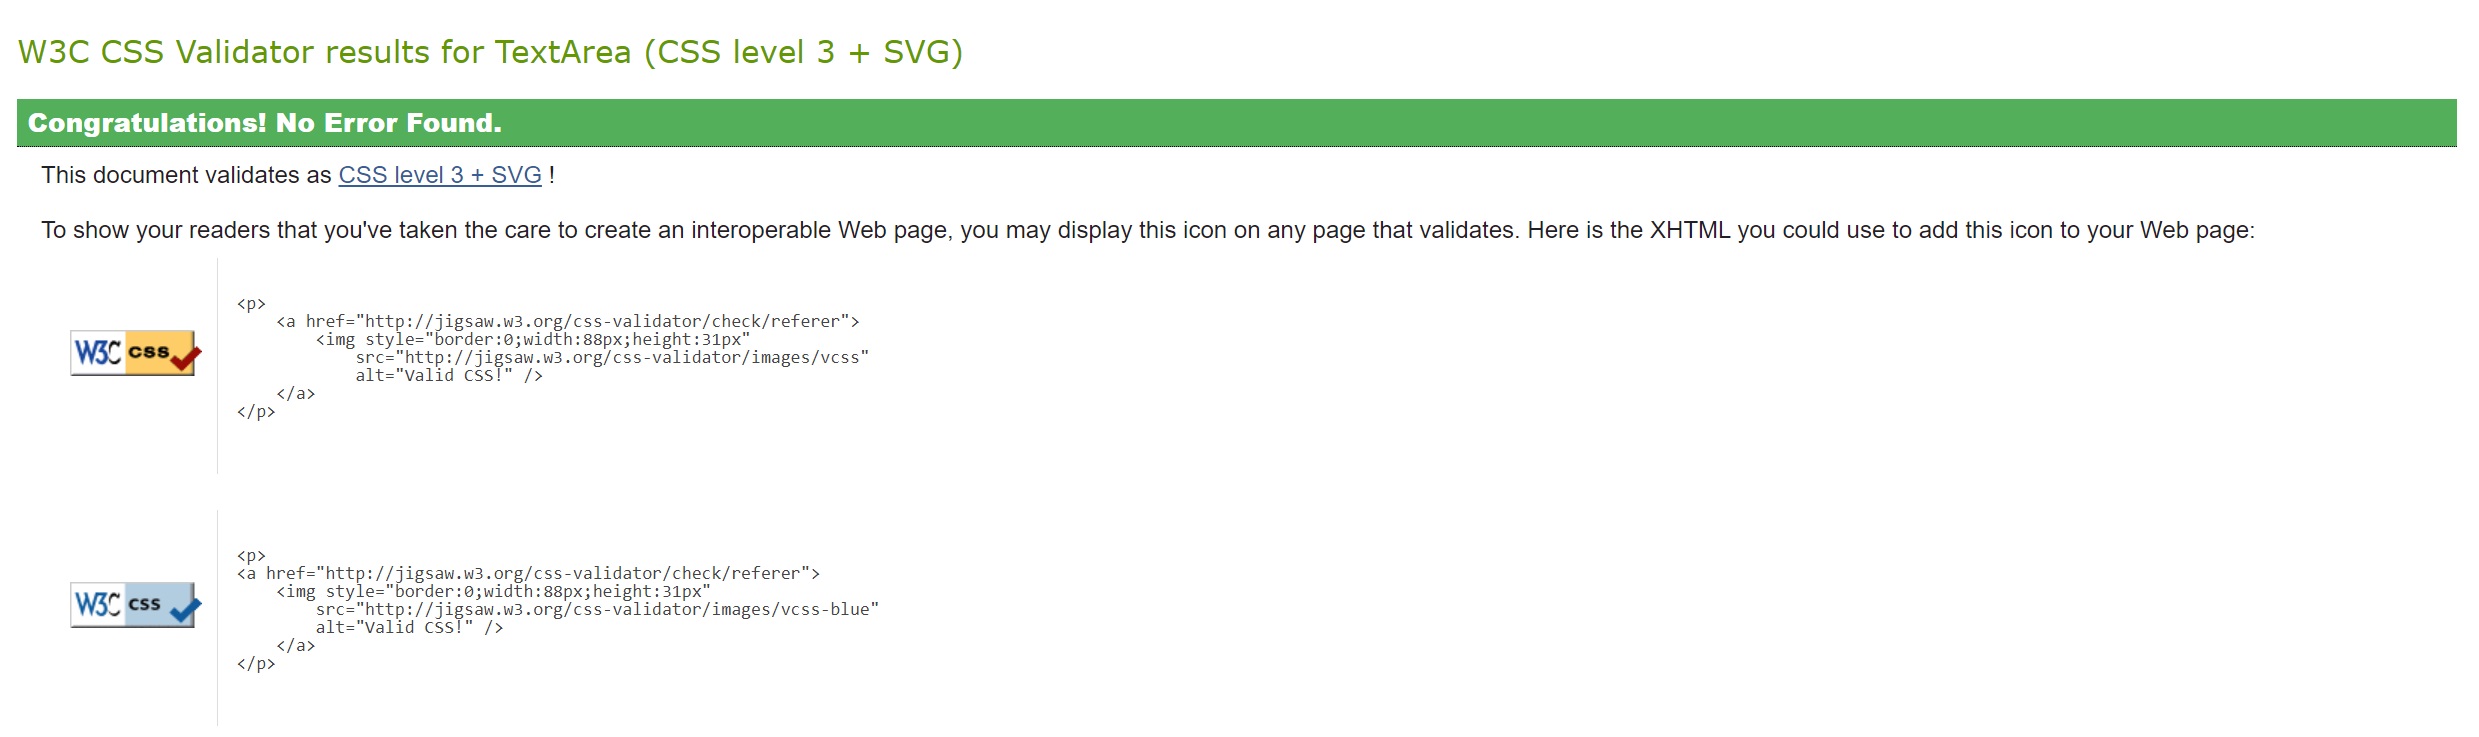 W3C CSS Validator results for TextArea (CSS level 3 + SVG)
Congratulations! No Error Found.
This document validates as CSS level 3 + SVG !
To show your readers that you've taken the care to create an interoperable Web page, you may display this icon on any page that validates. Here is the XHTML you could use to add this icon to your Web page:
W3C css
<p>
    <a href="http://jigsaw.w3.org/css-validator/check/referer">
        <img style="border:0;width:88px;height:31px"
            src="http://jigsaw.w3.org/css-validator/images/vcss"
            alt="Valid CSS!" />
    </a>
</p>
W3C css
<p>
<a href="http://jigsaw.w3.org/css-validator/check/referer">
    <img style="border:0;width:88px;height:31px"
        src="http://jigsaw.w3.org/css-validator/images/vcss-blue"
        alt="Valid CSS!" />
    </a>
</p>